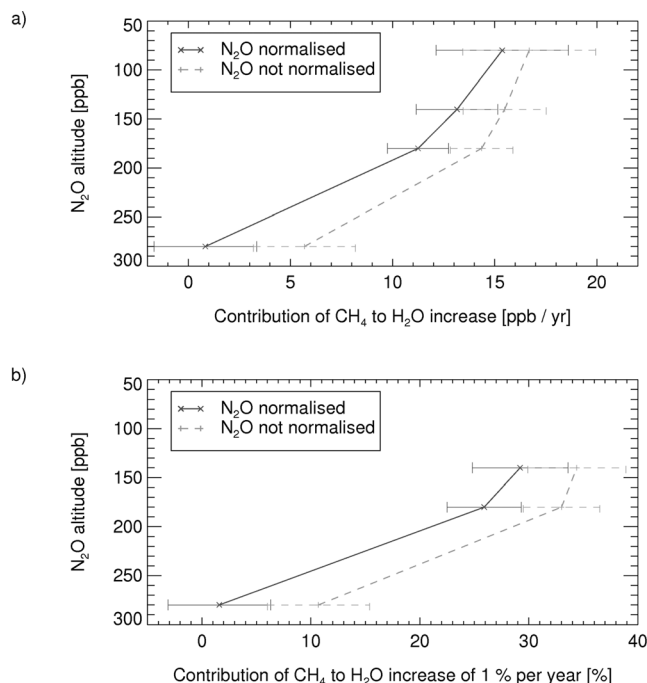 a)
50
100
150
200
250
300
N₂O altitude [ppb]
N₂O normalised
N₂O not normalised
0 5 10 15 20
Contribution of CH₄ to H₂O increase [ppb / yr]
b)
50
100
150
200
250
300
N₂O altitude [ppb]
N₂O normalised
N₂O not normalised
0 10 20 30 40
Contribution of CH₄ to H₂O increase of 1 % per year [%]